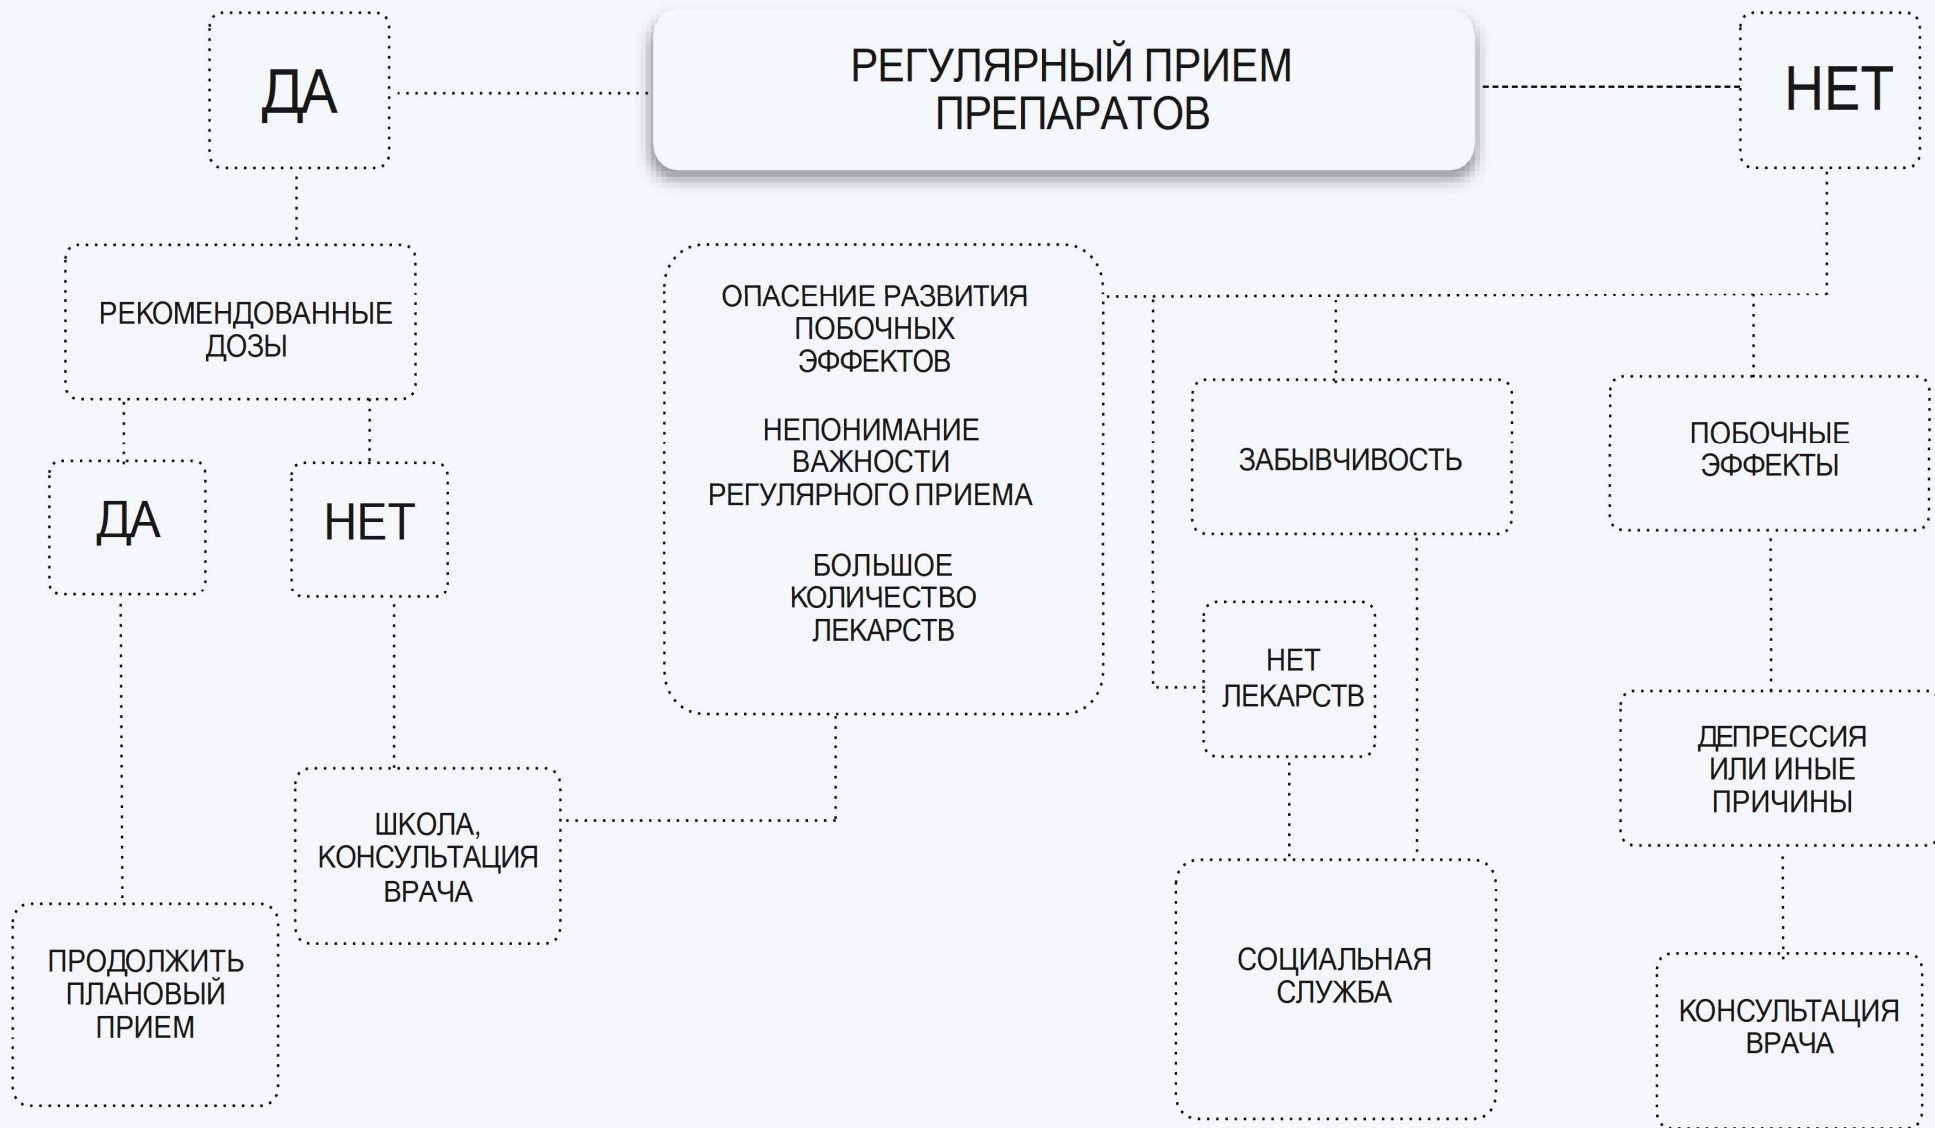 ДА
РЕГУЛЯРНЫЙ ПРИЕМ
ПРЕПАРАТОВ
НЕТ
РЕКОМЕНДОВАННЫЕ
ДОЗЫ
ДА
НЕТ
ОПАСЕНИЕ РАЗВИТИЯ
ПОБОЧНЫХ
ЭФФЕКТОВ
НЕПОНИМАНИЕ
ВАЖНОСТИ
РЕГУЛЯРНОГО ПРИЕМА
БОЛЬШОЕ
КОЛИЧЕСТВО
ЛЕКАРСТВ
ЗАБЫВЧИВОСТЬ
ПОБОЧНЫЕ
ЭФФЕКТЫ
НЕТ
ЛЕКАРСТВ
ДЕПРЕССИЯ
ИЛИ ИНЫЕ
ПРИЧИНЫ
ШКОЛА,
КОНСУЛЬТАЦИЯ
ВРАЧА
ПРОДОЛЖИТЬ
ПЛАНОВЫЙ
ПРИЕМ
СОЦИАЛЬНАЯ
СЛУЖБА
КОНСУЛЬТАЦИЯ
ВРАЧА